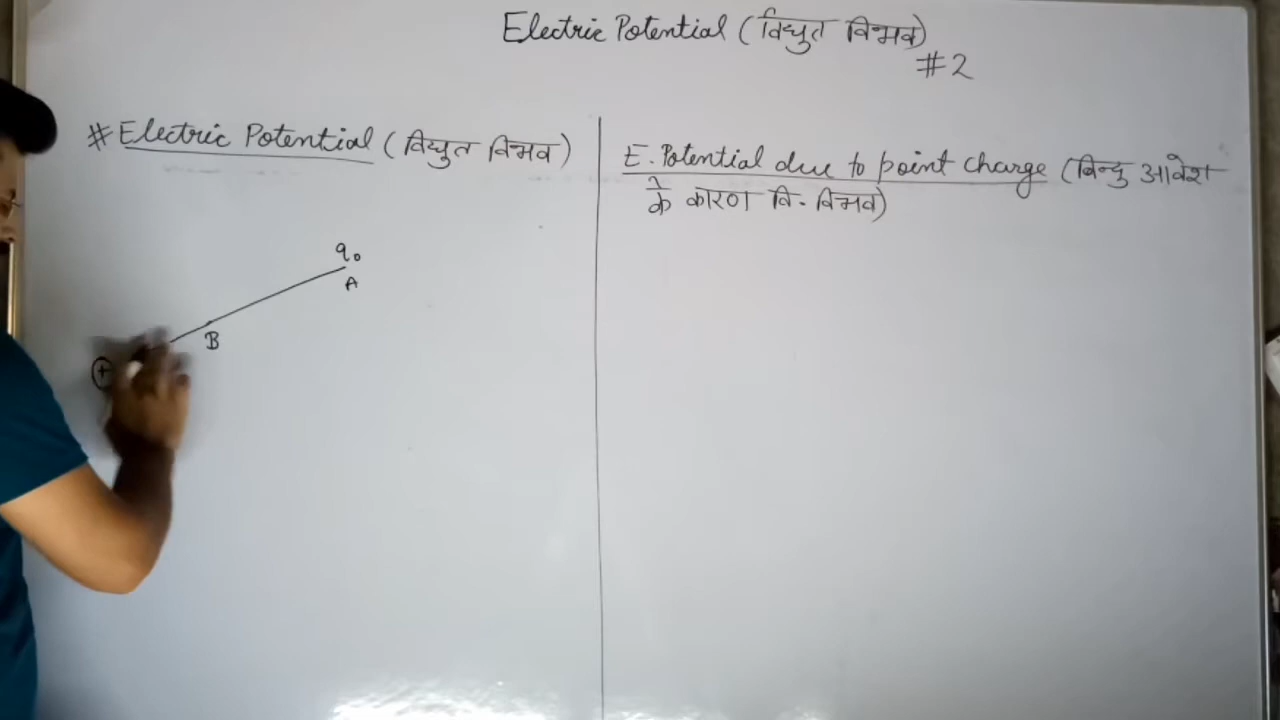 Electric Potential (विद्युत विभव)
#2
# Electric Potential (विद्युत विभव)
q₀
A
B
+
E. Potential due to point charge (बिन्दु आवेश
के कारण वि. विभव)